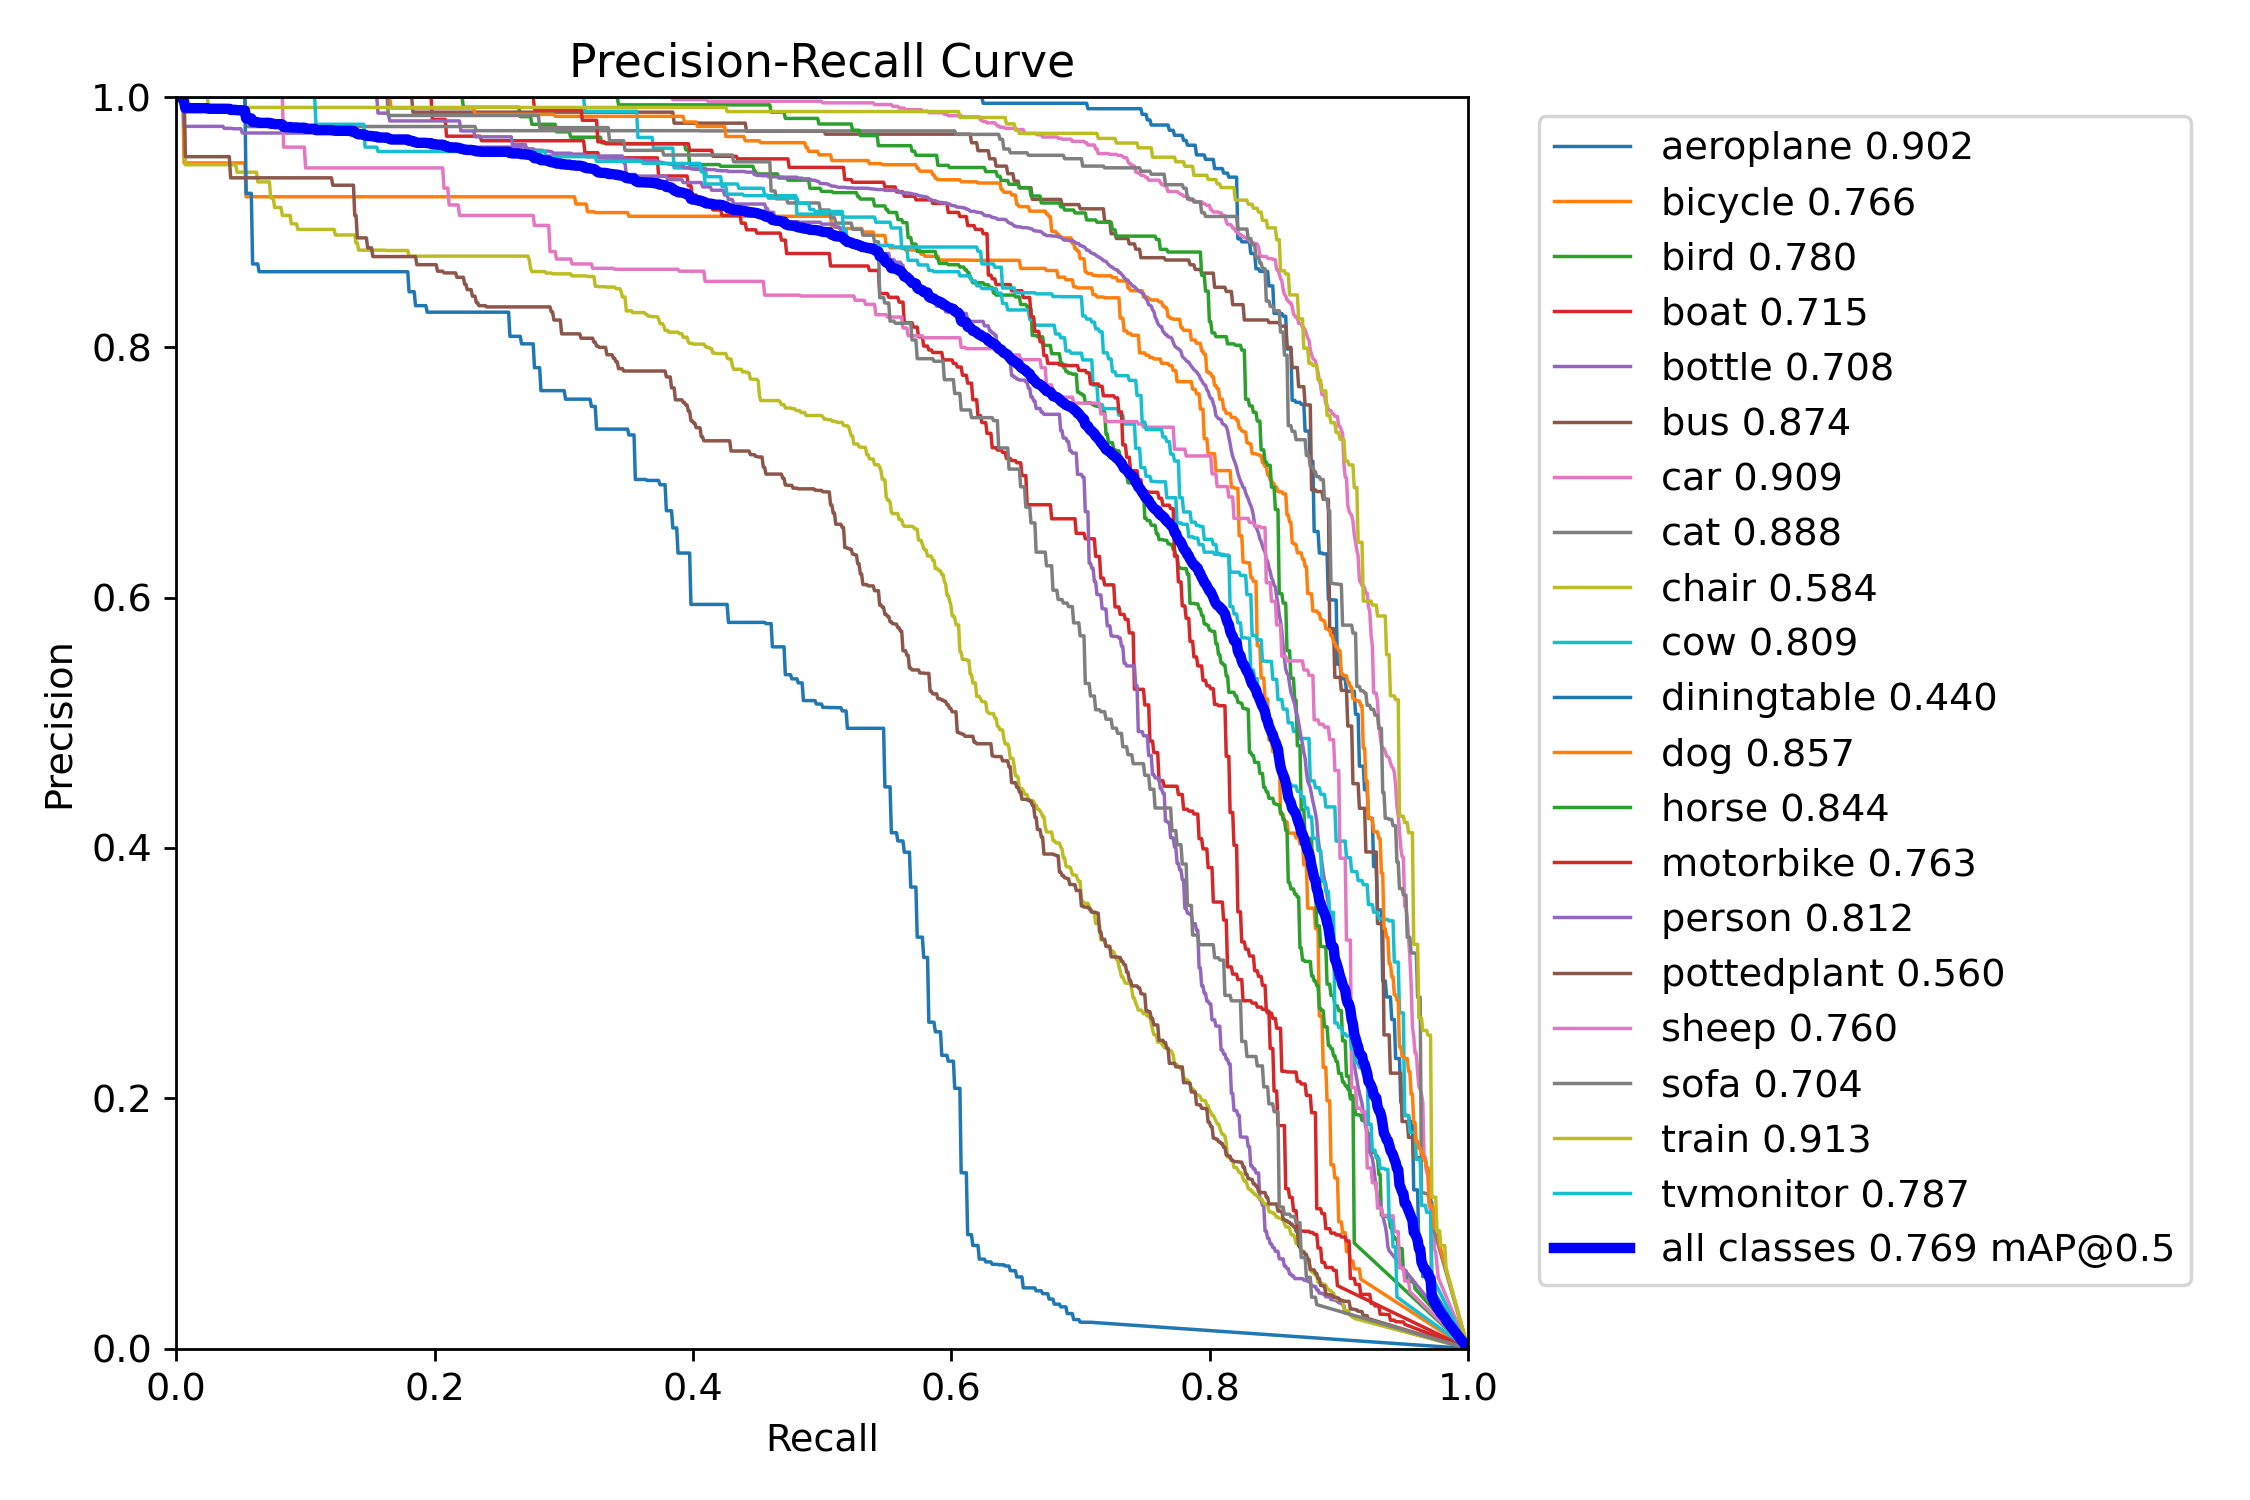 Precision-Recall Curve
1.0
0.8
0.6
0.4
0.2
0.0
Precision
0.0 0.2 0.4 0.6 0.8 1.0
Recall
aeroplane 0.902
bicycle 0.766
bird 0.780
boat 0.715
bottle 0.708
bus 0.874
car 0.909
cat 0.888
chair 0.584
cow 0.809
diningtable 0.440
dog 0.857
horse 0.844
motorbike 0.763
person 0.812
pottedplant 0.560
sheep 0.760
sofa 0.704
train 0.913
tvmonitor 0.787
all classes 0.769 mAP@0.5